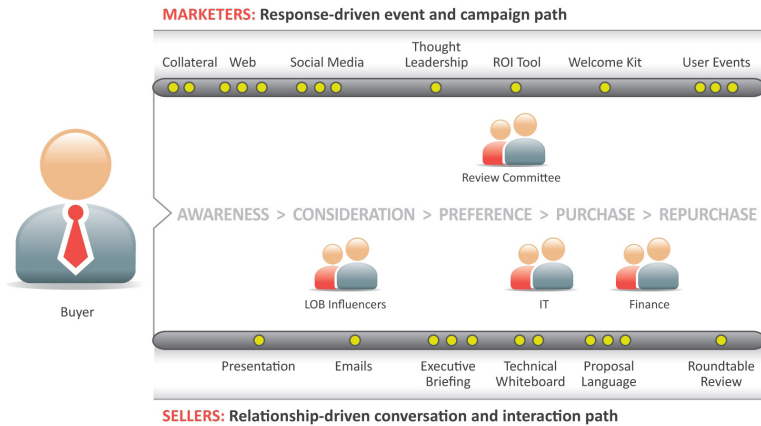 MARKETERS: Response-driven event and campaign path
Collateral
Web
Social Media
Thought
Leadership
ROI Tool
Welcome Kit
User Events
Review Committee
AWARENESS > CONSIDERATION > PREFERENCE > PURCHASE > REPURCHASE
Buyer
LOB Influencers
IT
Finance
Presentation
Emails
Executive
Briefing
Technical
Whiteboard
Proposal
Language
Roundtable
Review
SELLERS: Relationship-driven conversation and interaction path